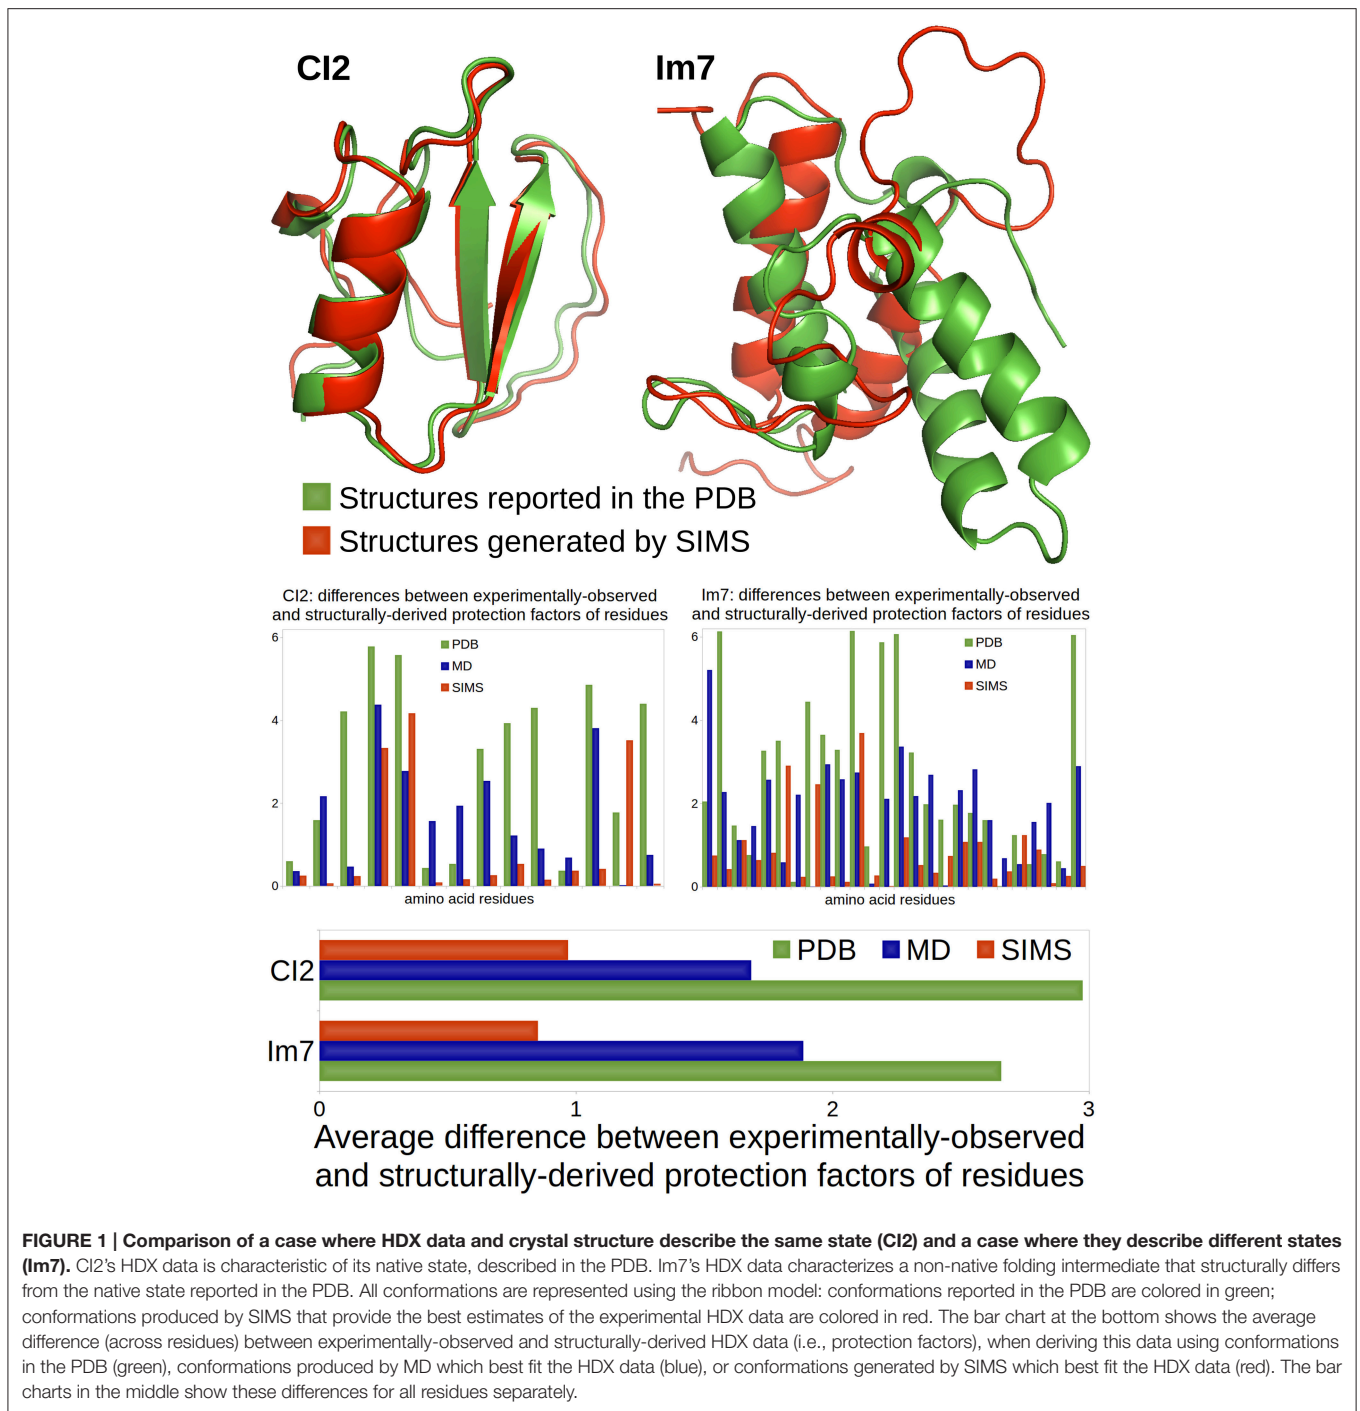 CI2
Im7
Structures reported in the PDB
Structures generated by SIMS
CI2: differences between experimentally-observed
and structurally-derived protection factors of residues
6
4
2
0
PDB
MD
SIMS
amino acid residues
Im7: differences between experimentally-observed
and structurally-derived protection factors of residues
6
4
2
0
PDB
MD
SIMS
amino acid residues
PDB MD SIMS
CI2
Im7
0 1 2 3
Average difference between experimentally-observed
and structurally-derived protection factors of residues
FIGURE 1 | Comparison of a case where HDX data and crystal structure describe the same state (CI2) and a case where they describe different states
(Im7). CI2's HDX data is characteristic of its native state, described in the PDB. Im7's HDX data characterizes a non-native folding intermediate that structurally differs
from the native state reported in the PDB. All conformations are represented using the ribbon model: conformations reported in the PDB are colored in green;
conformations produced by SIMS that provide the best estimates of the experimental HDX data are colored in red. The bar chart at the bottom shows the average
difference (across residues) between experimentally-observed and structurally-derived HDX data (i.e., protection factors), when deriving this data using conformations
in the PDB (green), conformations produced by MD which best fit the HDX data (blue), or conformations generated by SIMS which best fit the HDX data (red). The bar
charts in the middle show these differences for all residues separately.